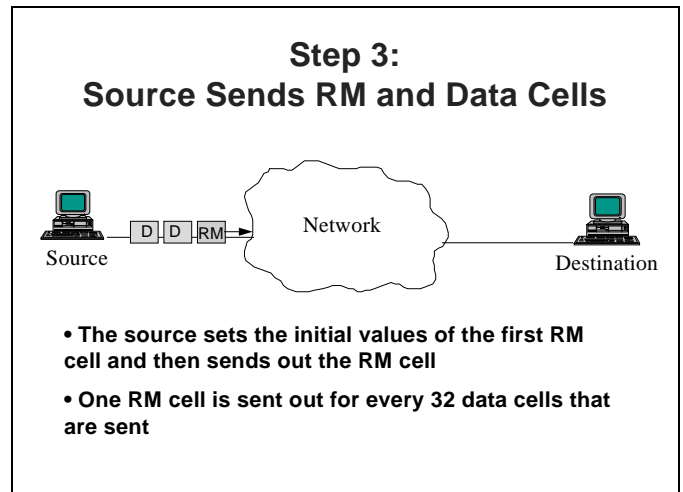 Step 3:
Source Sends RM and Data Cells
D D RM
Network
Source
Destination
• The source sets the initial values of the first RM
cell and then sends out the RM cell
• One RM cell is sent out for every 32 data cells that
are sent